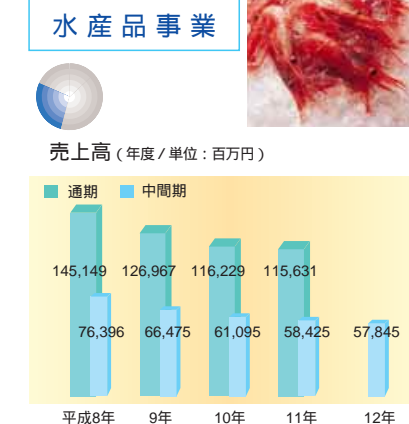 水産品事業
売上高（年度/単位：百万円）
通期 中間期
145,149 126,967 116,229 115,631
76,396 66,475 61,095 58,425 57,845
平成8年 9年 10年 11年 12年